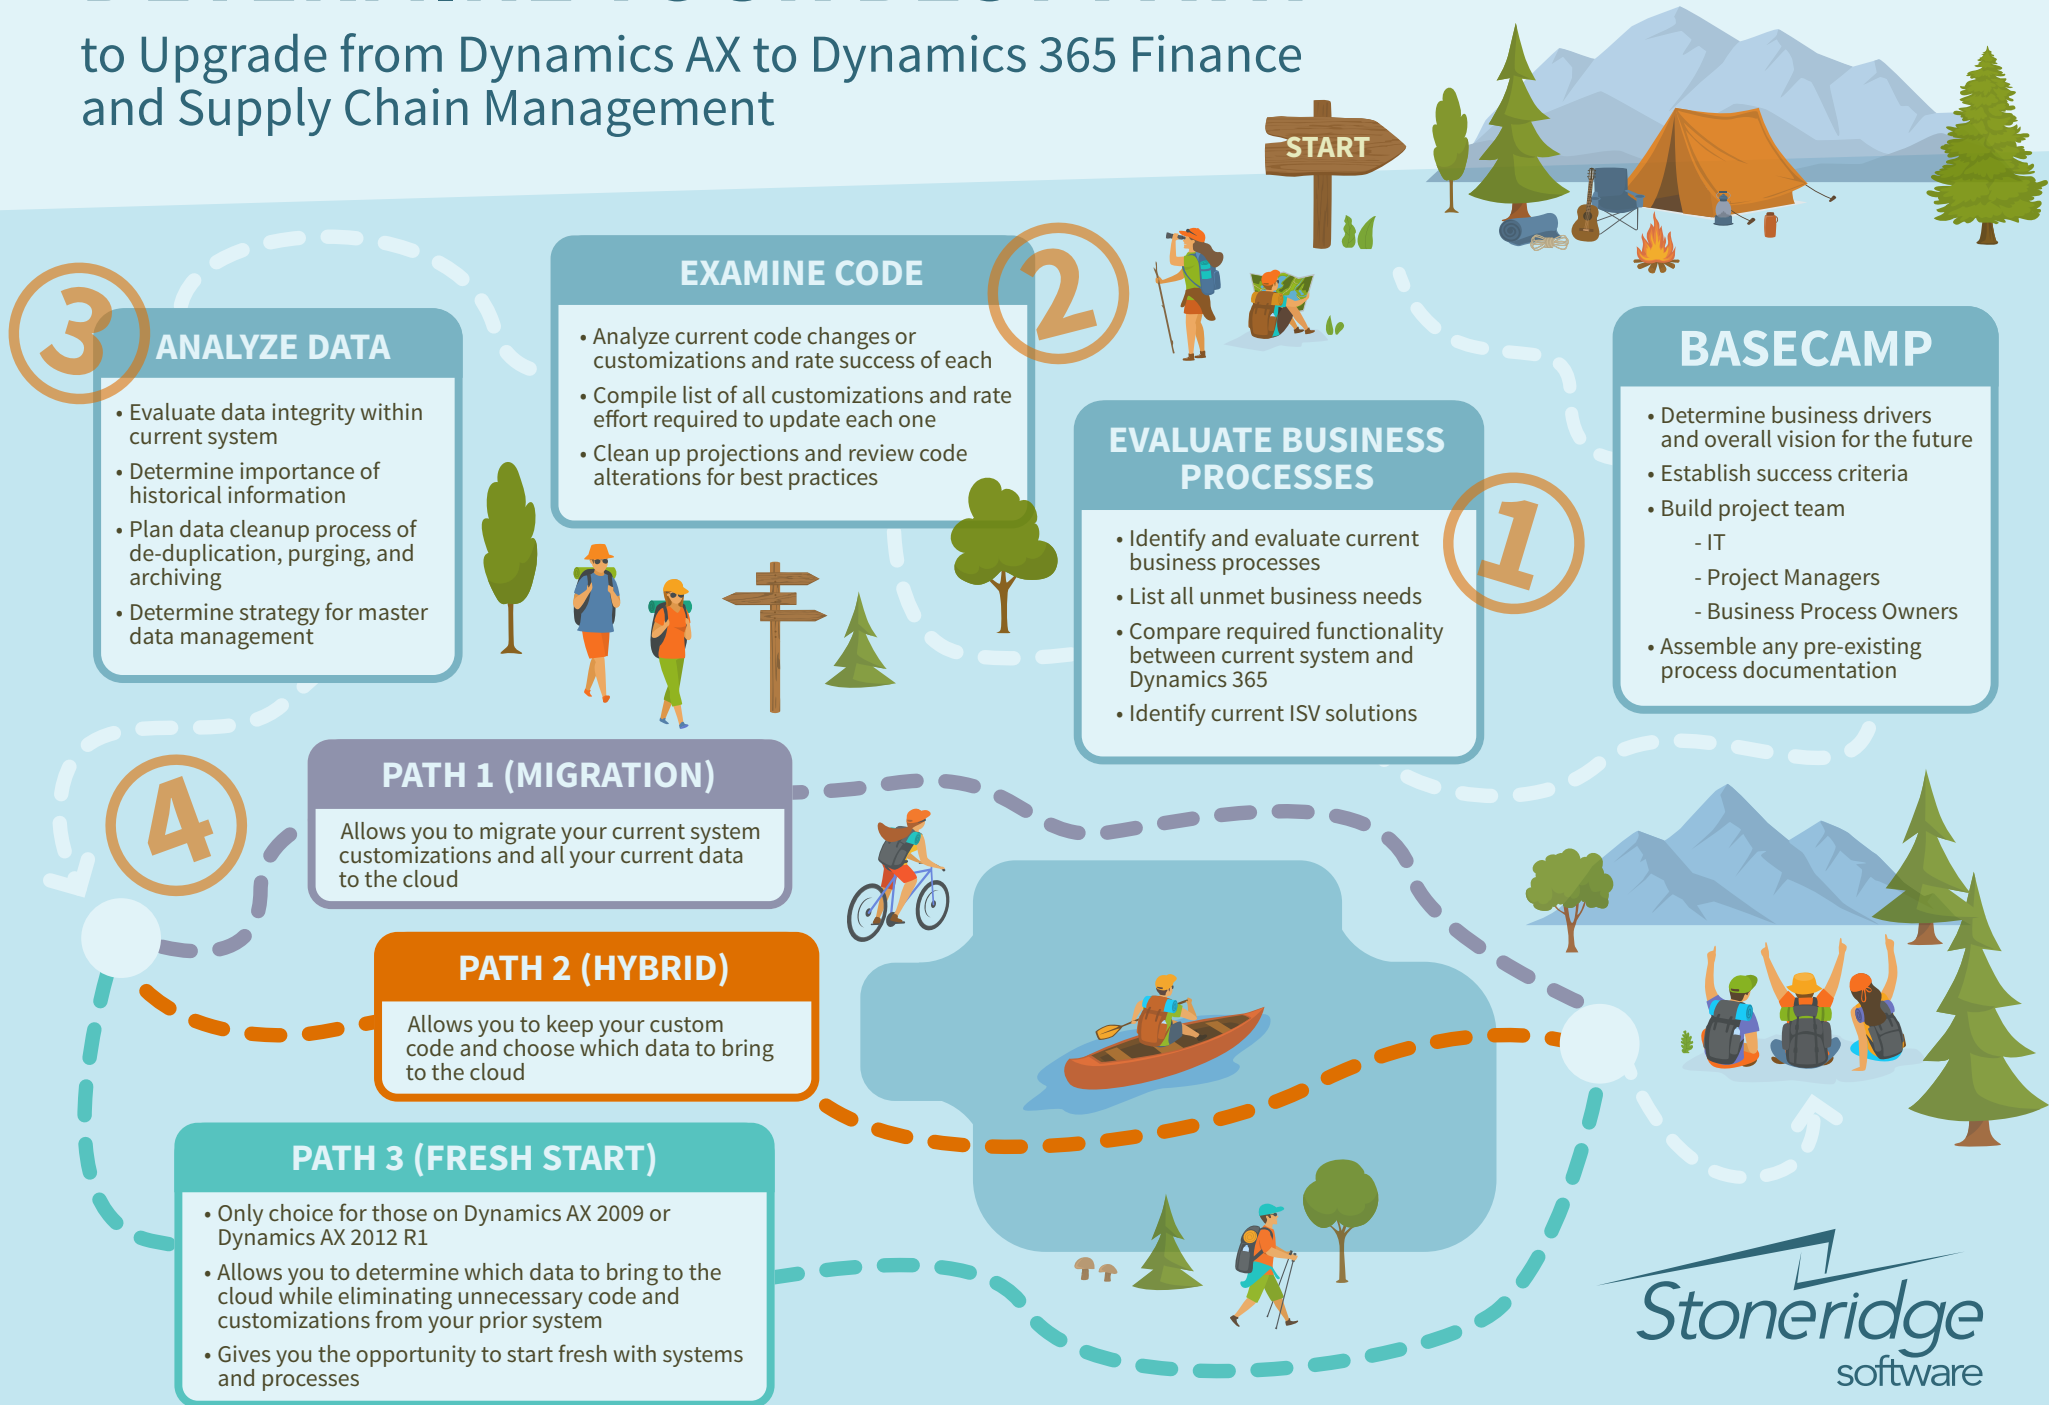 to Upgrade from Dynamics AX to Dynamics 365 Finance
and Supply Chain Management
START
BASECAMP
• Determine business drivers
and overall vision for the future
• Establish success criteria
• Build project team
- IT
- Project Managers
- Business Process Owners
• Assemble any pre-existing
process documentation
1
EVALUATE BUSINESS
PROCESSES
• Identify and evaluate current
business processes
• List all unmet business needs
• Compare required functionality
between current system and
Dynamics 365
• Identify current ISV solutions
2
EXAMINE CODE
• Analyze current code changes or
customizations and rate success of each
• Compile list of all customizations and rate
effort required to update each one
• Clean up projections and review code
alterations for best practices
3
ANALYZE DATA
• Evaluate data integrity within
current system
• Determine importance of
historical information
• Plan data cleanup process of
de-duplication, purging, and
archiving
• Determine strategy for master
data management
4
PATH 1 (MIGRATION)
Allows you to migrate your current system
customizations and all your current data
to the cloud
PATH 2 (HYBRID)
Allows you to keep your custom
code and choose which data to bring
to the cloud
PATH 3 (FRESH START)
• Only choice for those on Dynamics AX 2009 or
Dynamics AX 2012 R1
• Allows you to determine which data to bring to the
cloud while eliminating unnecessary code and
customizations from your prior system
• Gives you the opportunity to start fresh with systems
and processes
Stoneridge
software